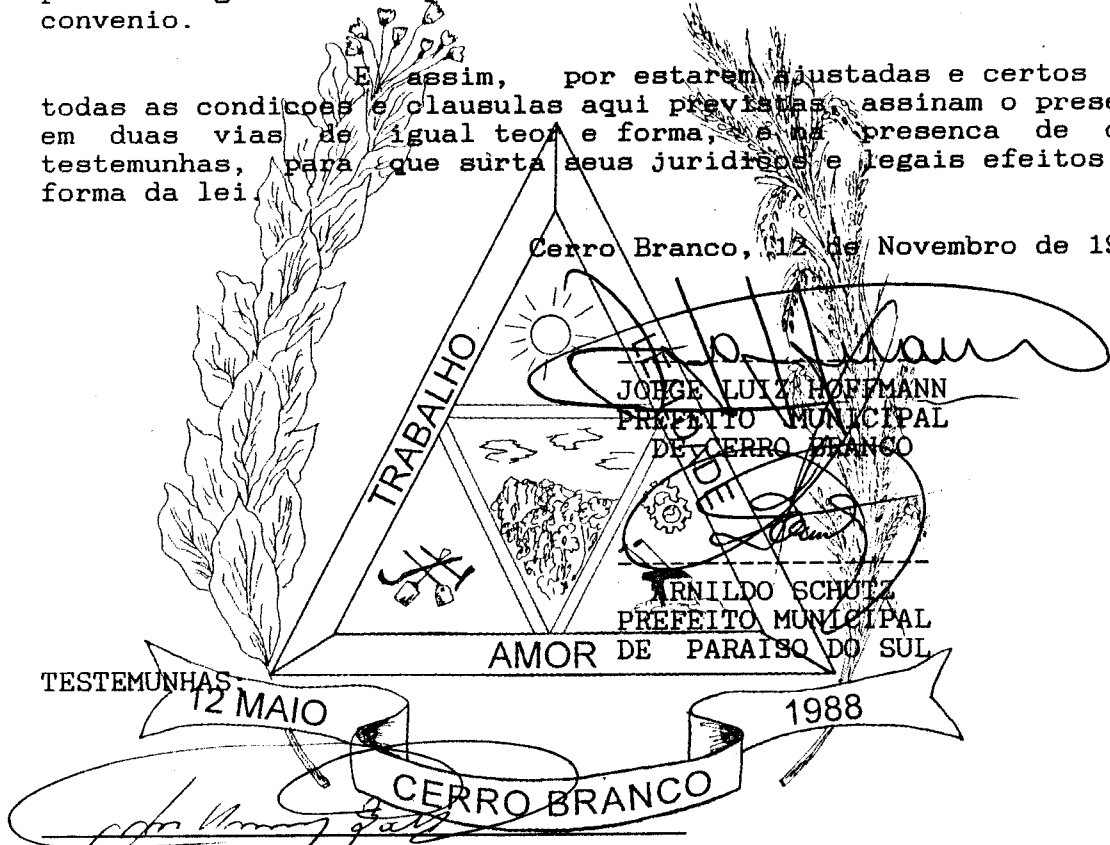 convenio.
E, assim, por estarem ajustadas e certos
todas as condicoes e clausulas aqui previstas, assinam o prese
em duas vias de igual teor e forma, e na presenca de d
testemunhas, para que surta seus juridicos e legais efeitos
forma da lei.
Cerro Branco, 12 de Novembro de 19
JORGE LUIZ HOFFMANN
PREFEITO MUNICIPAL
DE CERRO BRANCO
ARNILDO SCHUTZ
PREFEITO MUNICIPAL
DE PARAISO DO SUL
TESTEMUNHAS:
TRABALHO
AMOR
12 MAIO
1988
CERRO BRANCO